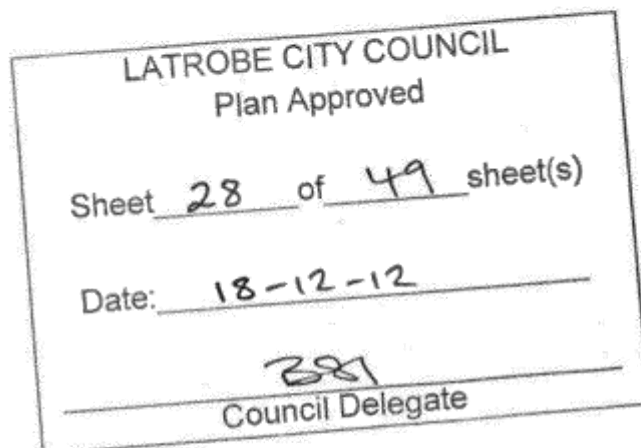 LATROBE CITY COUNCIL
Plan Approved
Sheet 28 of 49 sheet(s)
Date: 18-12-12
Council Delegate